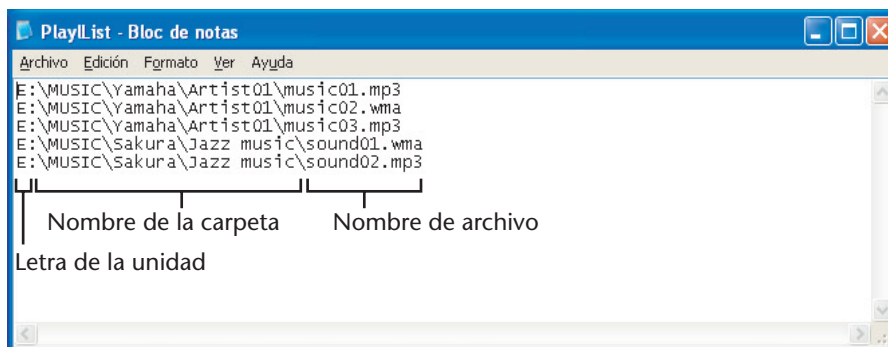 PlaylList - Bloc de notas
Archivo Edición Formato Ver Ayuda
E:\MUSIC\Yamaha\Artist01\music01.mp3
E:\MUSIC\Yamaha\Artist01\music02.wma
E:\MUSIC\Yamaha\Artist01\music03.mp3
E:\MUSIC\Sakura\Jazz music\sound01.wma
E:\MUSIC\Sakura\Jazz music\sound02.mp3
Nombre de la carpeta Nombre de archivo
Letra de la unidad